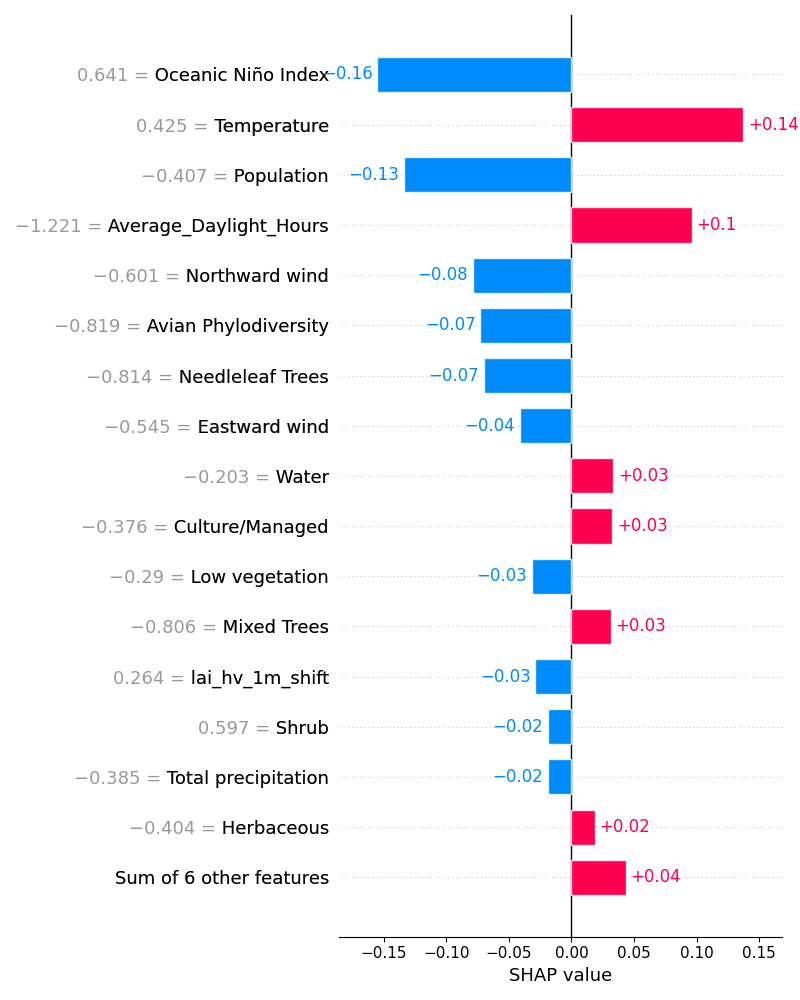 0.641 = Oceanic Niño Index −0.16
0.425 = Temperature +0.14
−0.407 = Population −0.13
−1.221 = Average_Daylight_Hours +0.1
−0.601 = Northward wind −0.08
−0.819 = Avian Phylodiversity −0.07
−0.814 = Needleleaf Trees −0.07
−0.545 = Eastward wind −0.04
−0.203 = Water +0.03
−0.376 = Culture/Managed +0.03
−0.29 = Low vegetation −0.03
−0.806 = Mixed Trees +0.03
0.264 = lai_hv_1m_shift −0.03
0.597 = Shrub −0.02
−0.385 = Total precipitation −0.02
−0.404 = Herbaceous +0.02
Sum of 6 other features +0.04
−0.15 −0.10 −0.05 0.00 0.05 0.10 0.15
SHAP value